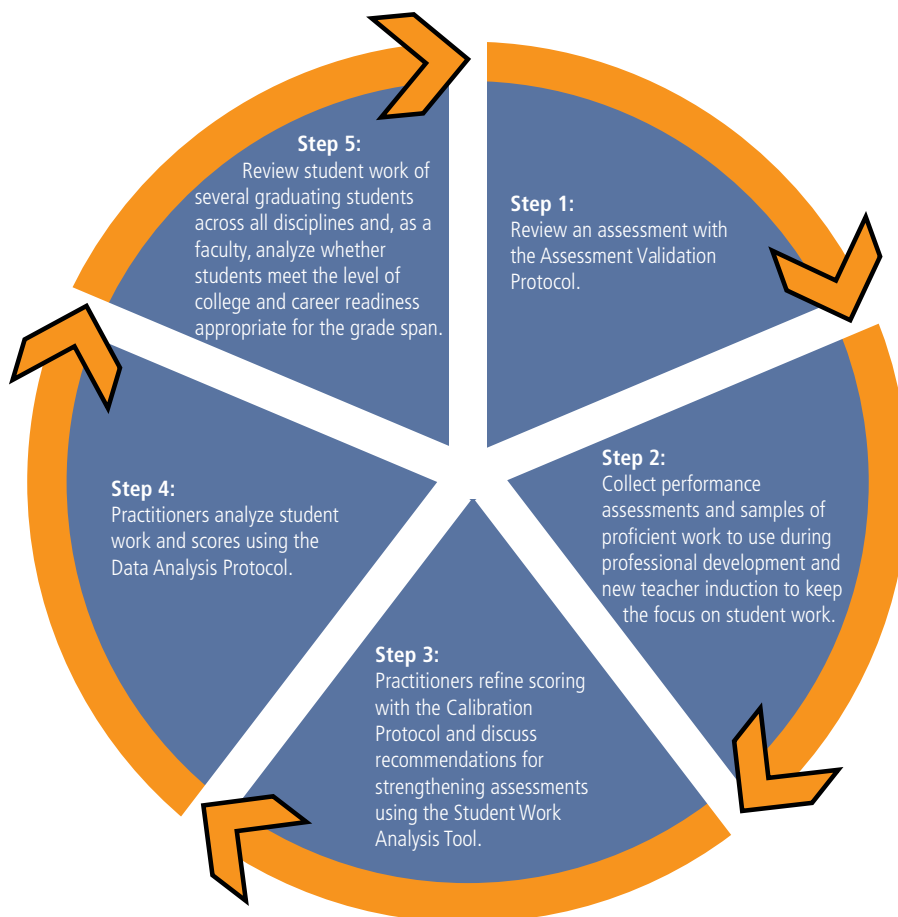 Step 1:
Review an assessment with
the Assessment Validation
Protocol.
Step 2:
Collect performance
assessments and samples of
proficient work to use during
professional development and
new teacher induction to keep
the focus on student work.
Step 3:
Practitioners refine scoring
with the Calibration
Protocol and discuss
recommendations for
strengthening assessments
using the Student Work
Analysis Tool.
Step 4:
Practitioners analyze student
work and scores using the
Data Analysis Protocol.
Step 5:
Review student work of
several graduating students
across all disciplines and, as a
faculty, analyze whether
students meet the level of
college and career readiness
appropriate for the grade span.